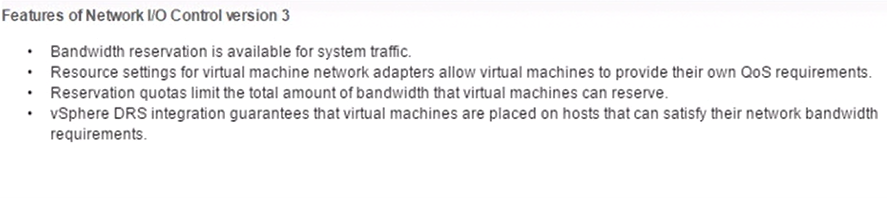 Features of Network I/O Control version 3
• Bandwidth reservation is available for system traffic.
• Resource settings for virtual machine network adapters allow virtual machines to provide their own QoS requirements.
• Reservation quotas limit the total amount of bandwidth that virtual machines can reserve.
• vSphere DRS integration guarantees that virtual machines are placed on hosts that can satisfy their network bandwidth
requirements.